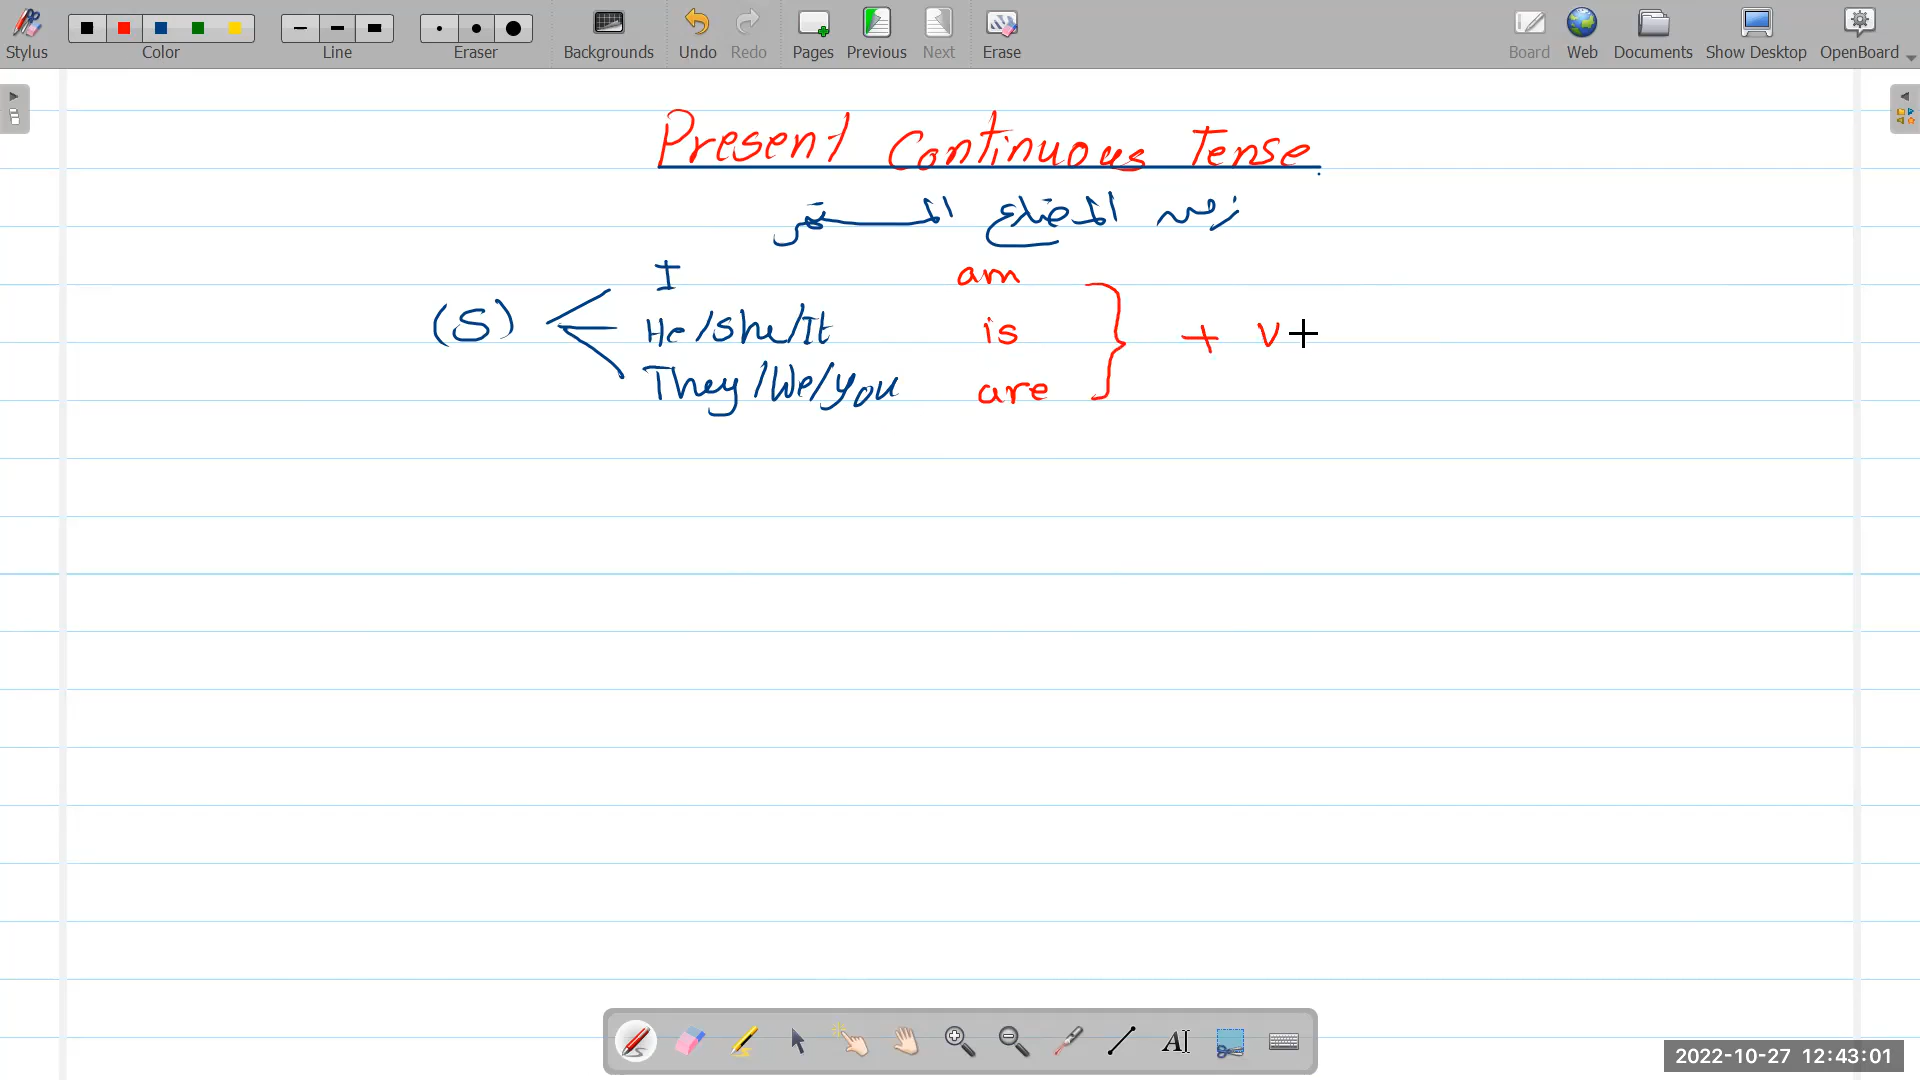 Stylus Color Line Eraser Backgrounds Undo Redo Pages Previous Next Erase Board Web Documents Show Desktop OpenBoard
Present Continuous Tense.
زمن المضارع المستمر
I am
(S) He/She/It is + V
They/We/you are
2022-10-27 12:43:01